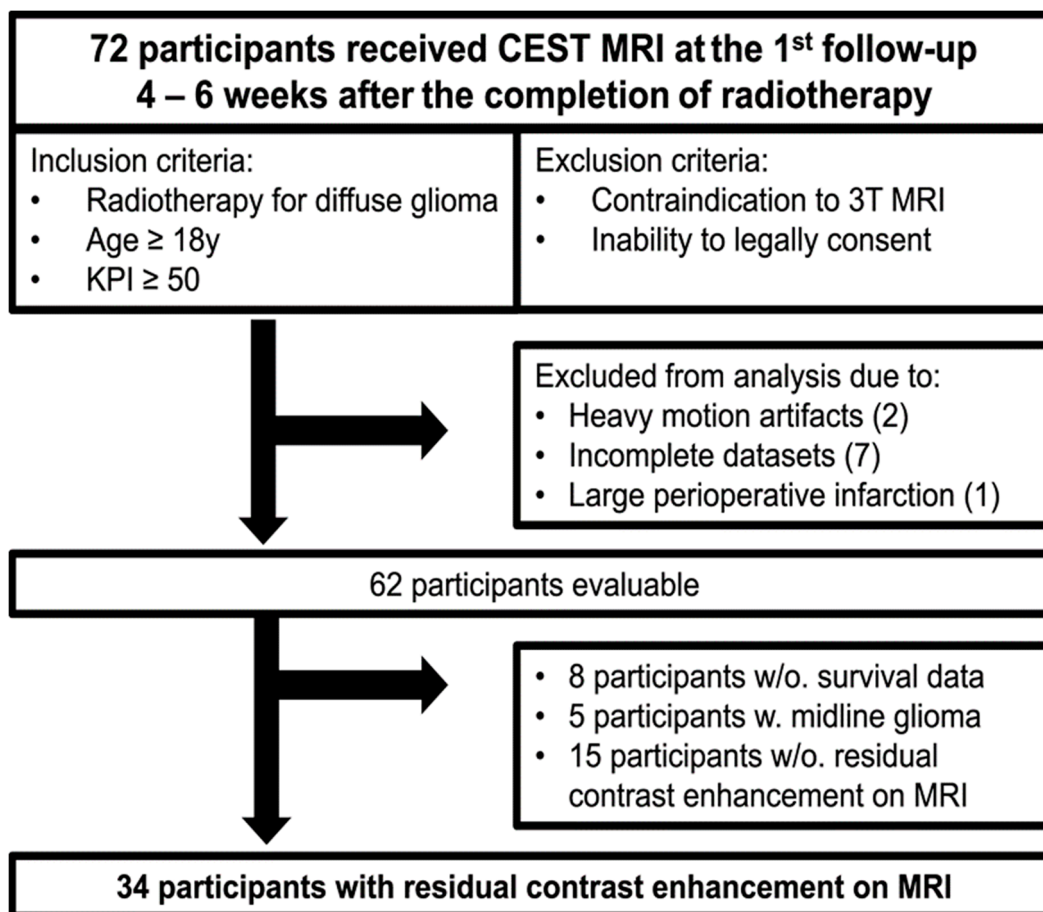 72 participants received CEST MRI at the 1st follow-up
4 – 6 weeks after the completion of radiotherapy
Inclusion criteria:
• Radiotherapy for diffuse glioma
• Age ≥ 18y
• KPI ≥ 50
Exclusion criteria:
• Contraindication to 3T MRI
• Inability to legally consent
Excluded from analysis due to:
• Heavy motion artifacts (2)
• Incomplete datasets (7)
• Large perioperative infarction (1)
62 participants evaluable
• 8 participants w/o. survival data
• 5 participants w. midline glioma
• 15 participants w/o. residual
contrast enhancement on MRI
34 participants with residual contrast enhancement on MRI